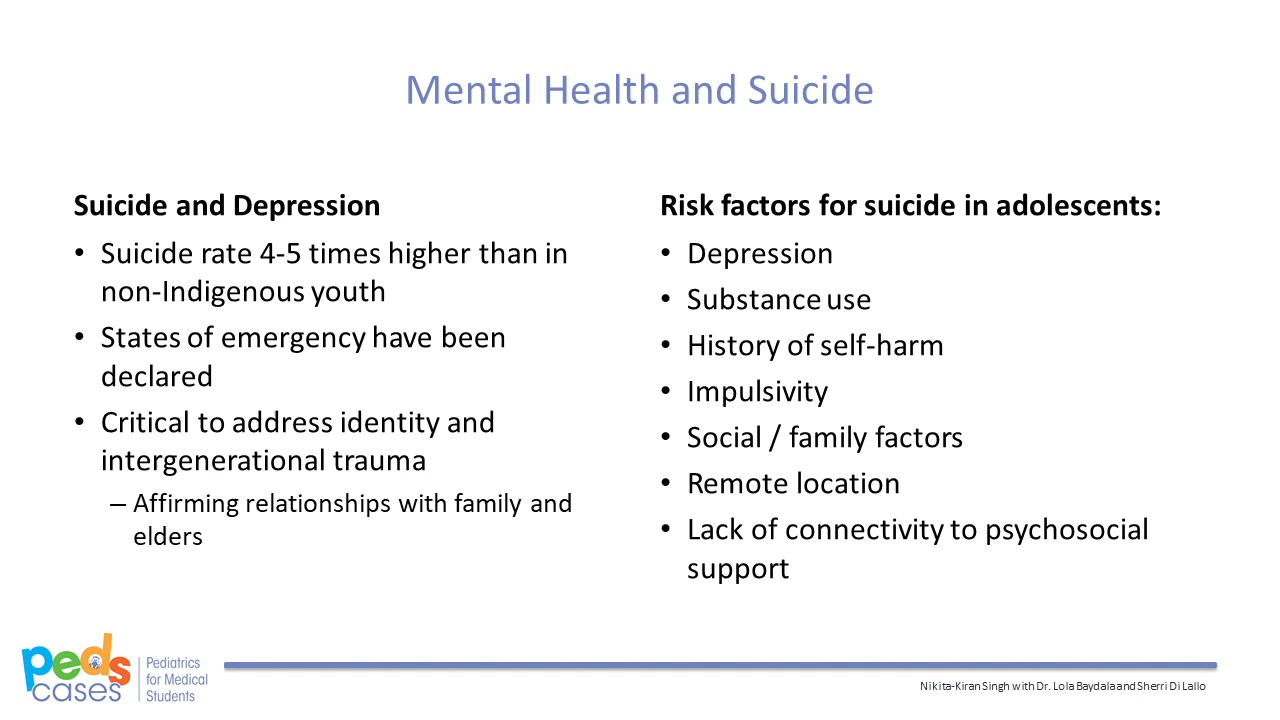 Mental Health and Suicide
Suicide and Depression
• Suicide rate 4-5 times higher than in
non-Indigenous youth
• States of emergency have been
declared
• Critical to address identity and
intergenerational trauma
– Affirming relationships with family and
elders
Risk factors for suicide in adolescents:
• Depression
• Substance use
• History of self-harm
• Impulsivity
• Social / family factors
• Remote location
• Lack of connectivity to psychosocial
support
peds
cases
Pediatrics
for Medical
Students
Nikita-Kiran Singh with Dr. Lola Baydala and Sherri Di Lallo